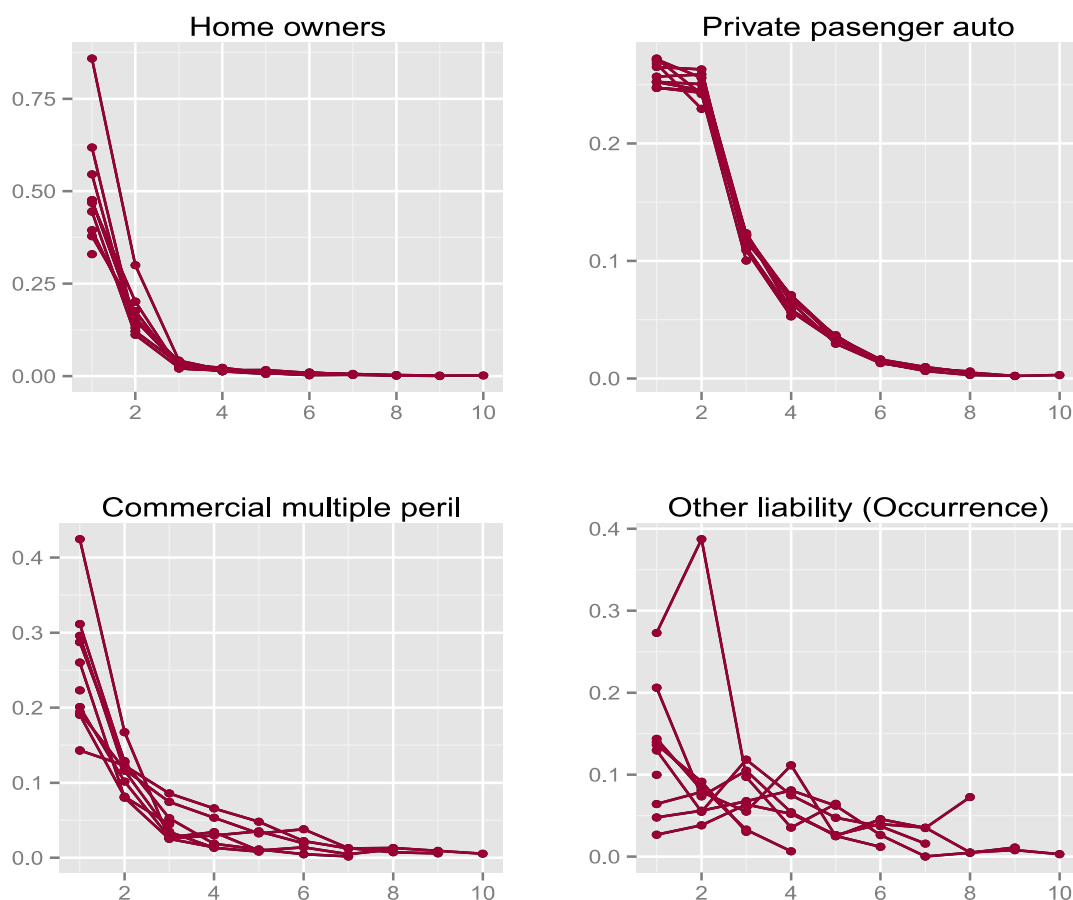 Home owners
0.75
0.50
0.25
0.00
2 4 6 8 10
Private pasenger auto
0.2
0.1
0.0
2 4 6 8 10
Commercial multiple peril
0.4
0.3
0.2
0.1
0.0
2 4 6 8 10
Other liability (Occurrence)
0.4
0.3
0.2
0.1
0.0
2 4 6 8 10